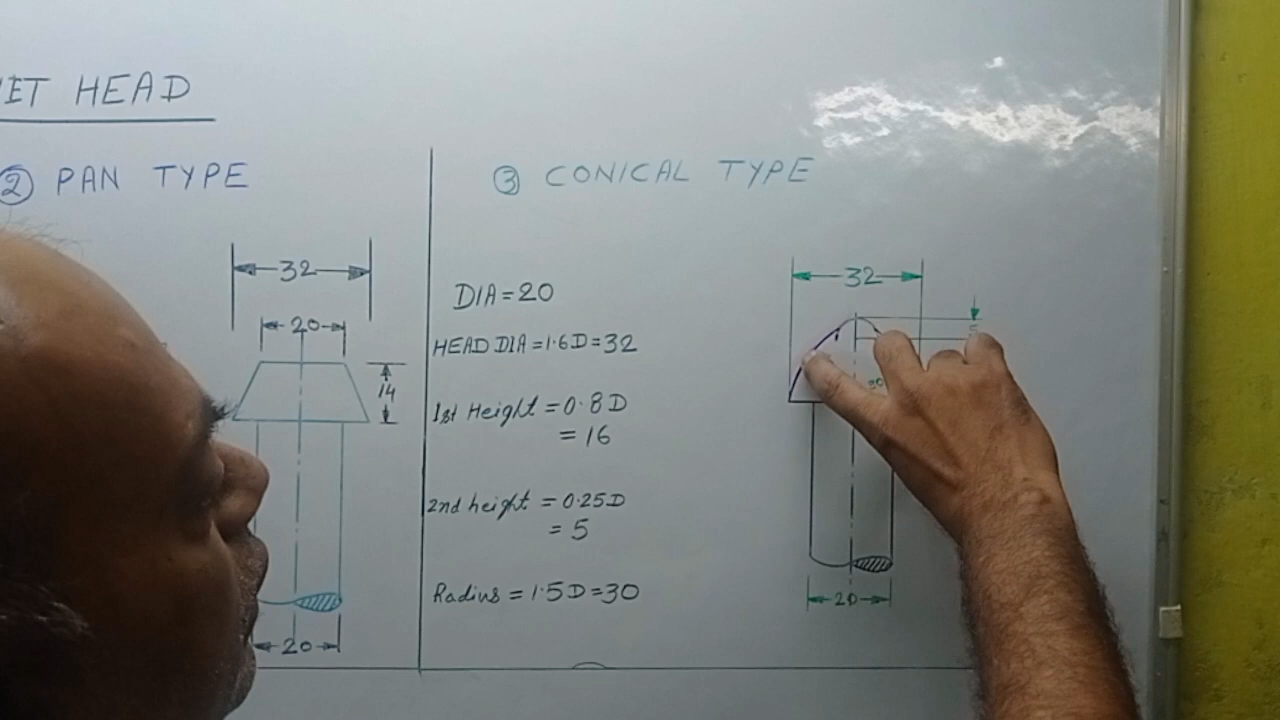 HEAD
② PAN TYPE
32
20
14
20
③ CONICAL TYPE
DIA=20
HEAD DIA=1.6D=32
1st Height = 0.8D
= 16
2nd height = 0.25D
= 5
Radius = 1.5D=30
32
5
20